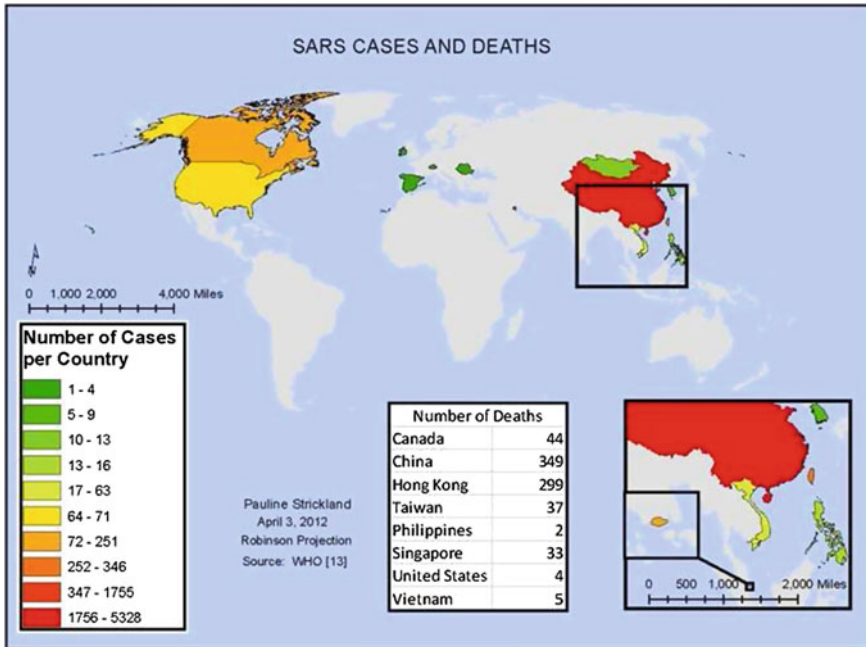 SARS CASES AND DEATHS
0 1,000 2,000 4,000 Miles
Number of Cases
per Country
1 - 4
5 - 9
10 - 13
13 - 16
17 - 63
64 - 71
72 - 251
252 - 346
347 - 1755
1756 - 5328
Pauline Strickland
April 3, 2012
Robinson Projection
Source: WHO [13]
Number of Deaths
Canada 44
China 349
Hong Kong 299
Taiwan 37
Philippines 2
Singapore 33
United States 4
Vietnam 5
0 500 1,000 2,000 Miles